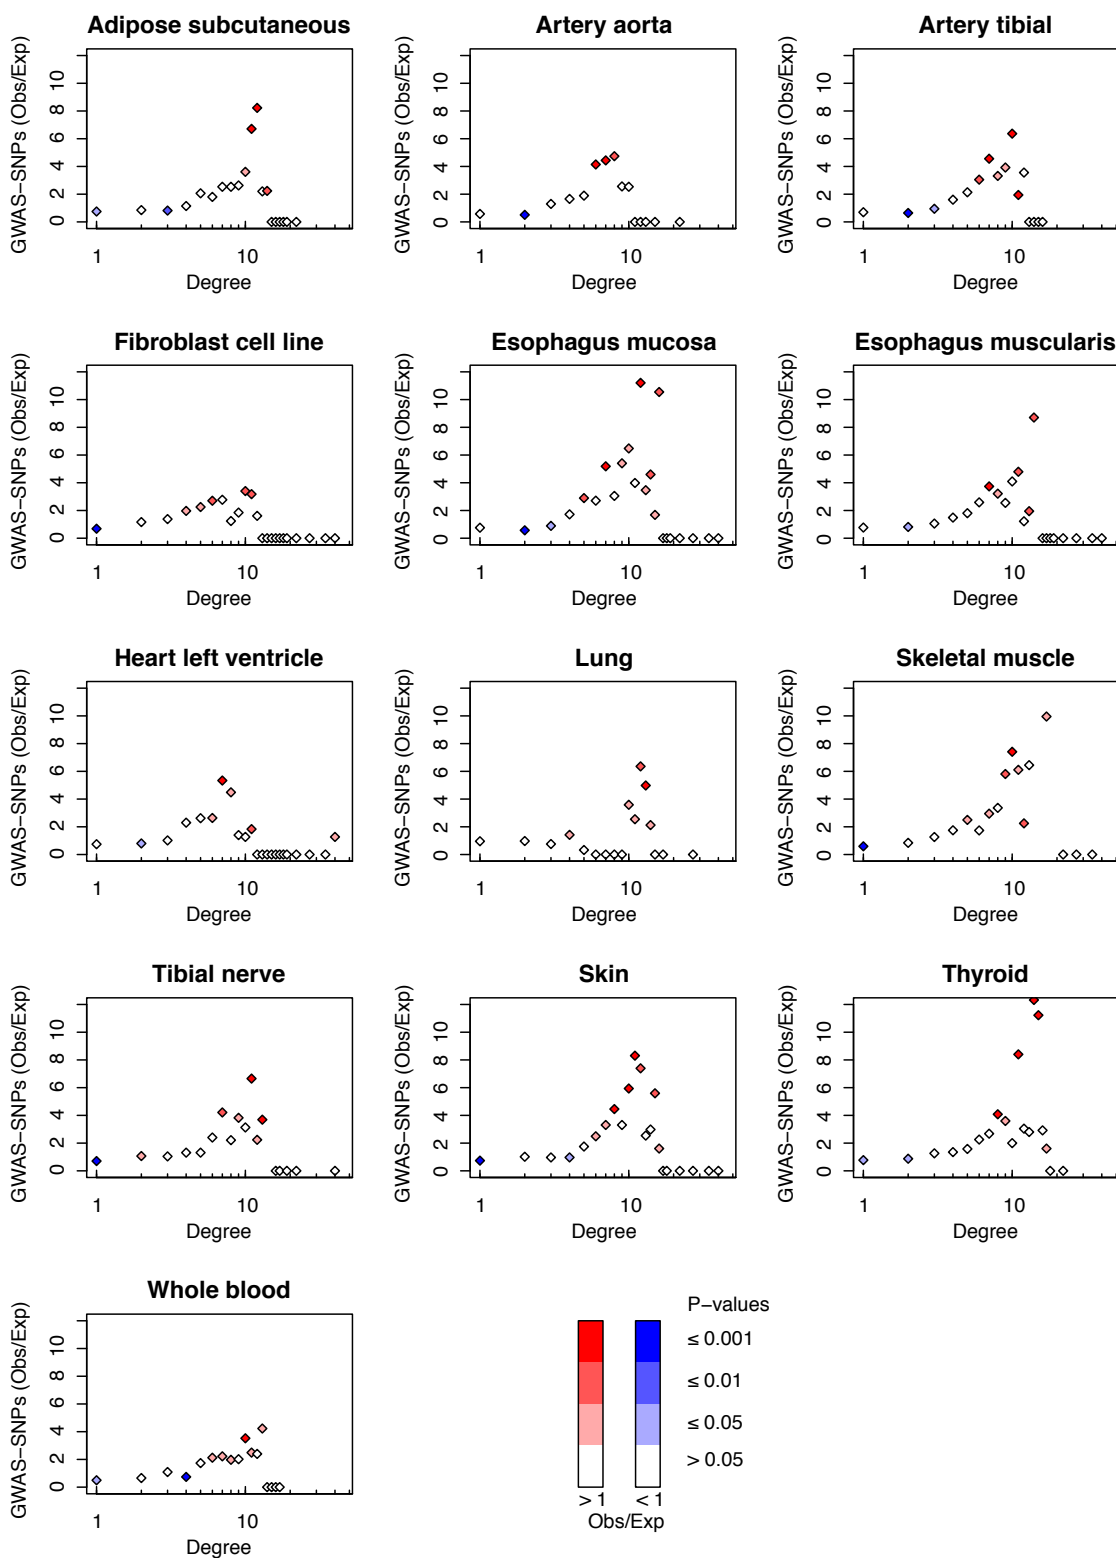 Adipose subcutaneous
GWAS−SNPs (Obs/Exp)
0 2 4 6 8 10
1 10
Degree
Artery aorta
GWAS−SNPs (Obs/Exp)
0 2 4 6 8 10
1 10
Degree
Artery tibial
GWAS−SNPs (Obs/Exp)
0 2 4 6 8 10
1 10
Degree
Fibroblast cell line
GWAS−SNPs (Obs/Exp)
0 2 4 6 8 10
1 10
Degree
Esophagus mucosa
GWAS−SNPs (Obs/Exp)
0 2 4 6 8 10
1 10
Degree
Esophagus muscularis
GWAS−SNPs (Obs/Exp)
0 2 4 6 8 10
1 10
Degree
Heart left ventricle
GWAS−SNPs (Obs/Exp)
0 2 4 6 8 10
1 10
Degree
Lung
GWAS−SNPs (Obs/Exp)
0 2 4 6 8 10
1 10
Degree
Skeletal muscle
GWAS−SNPs (Obs/Exp)
0 2 4 6 8 10
1 10
Degree
Tibial nerve
GWAS−SNPs (Obs/Exp)
0 2 4 6 8 10
1 10
Degree
Skin
GWAS−SNPs (Obs/Exp)
0 2 4 6 8 10
1 10
Degree
Thyroid
GWAS−SNPs (Obs/Exp)
0 2 4 6 8 10
1 10
Degree
Whole blood
GWAS−SNPs (Obs/Exp)
0 2 4 6 8 10
1 10
Degree
P−values
≤ 0.001
≤ 0.01
≤ 0.05
> 0.05
> 1 < 1
Obs/Exp